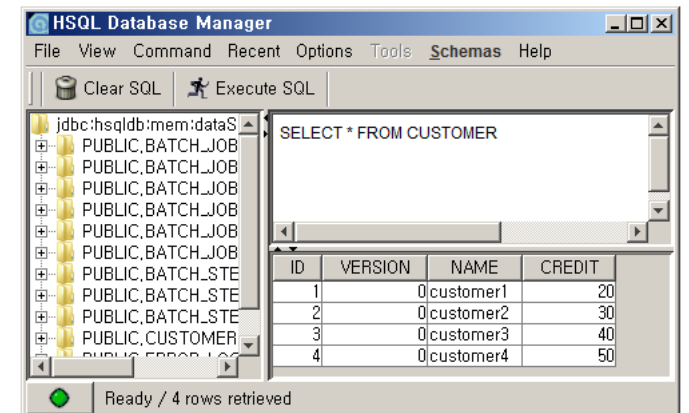 HSQL Database Manager
File View Command Recent Options Tools Schemas Help
Clear SQL Execute SQL
jdbc:hsqldb:mem:dataS
PUBLIC.BATCH_JOB
PUBLIC.BATCH_JOB
PUBLIC.BATCH_JOB
PUBLIC.BATCH_JOB
PUBLIC.BATCH_JOB
PUBLIC.BATCH_JOB
PUBLIC.BATCH_STE
PUBLIC.BATCH_STE
PUBLIC.BATCH_STE
PUBLIC.CUSTOMER
SELECT * FROM CUSTOMER
ID VERSION NAME CREDIT
1 0 customer1 20
2 0 customer2 30
3 0 customer3 40
4 0 customer4 50
Ready / 4 rows retrieved